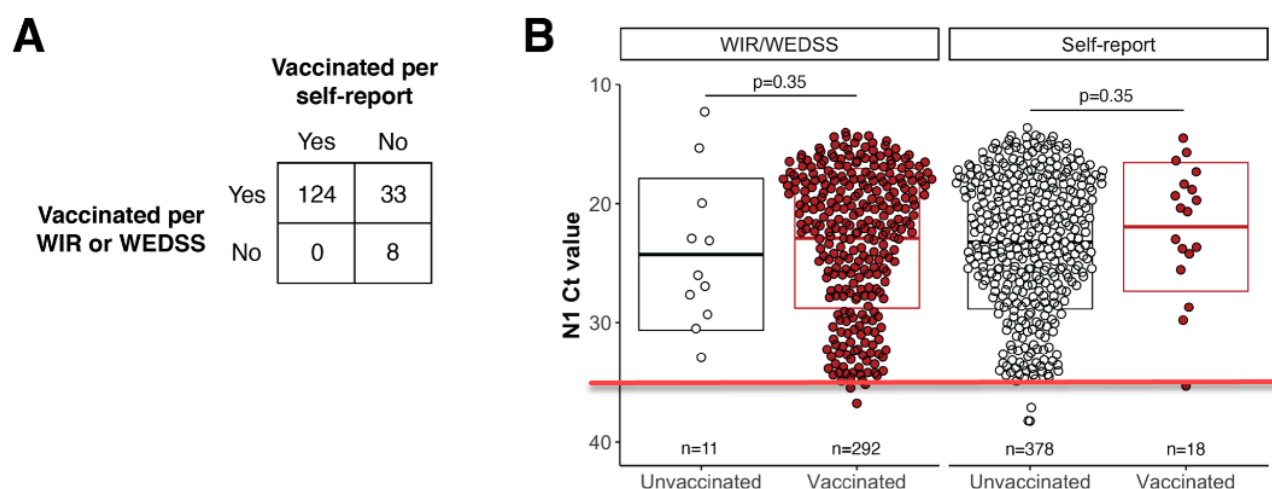 A
Vaccinated per
self-report
Yes No
Yes 124 33
Vaccinated per
WIR or WEDSS
No 0 8
B
WIR/WEDSS Self-report
p=0.35 p=0.35
N1 Ct value
10
20
30
40
n=11 n=292 n=378 n=18
Unvaccinated Vaccinated Unvaccinated Vaccinated